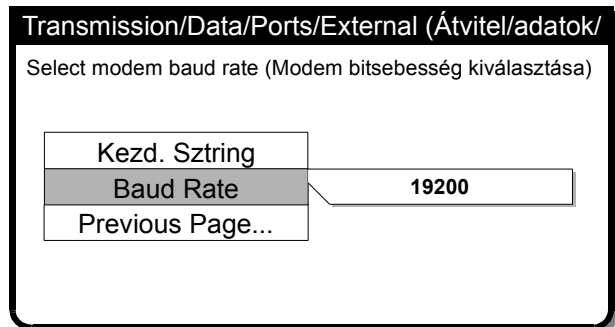 Transmission/Data/Ports/External (Átvitel/adatok/
Select modem baud rate (Modem bitsebesség kiválasztása)
Kezd. Sztring
Baud Rate
19200
Previous Page...